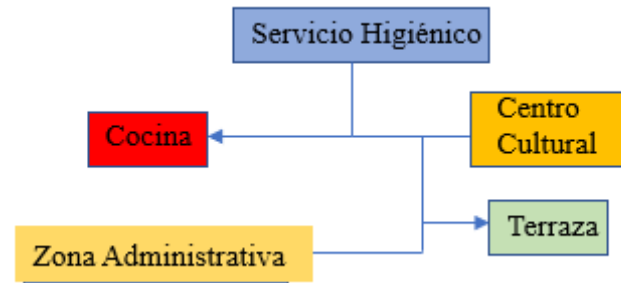 Servicio Higiénico
Cocina
Centro
Cultural
Terraza
Zona Administrativa